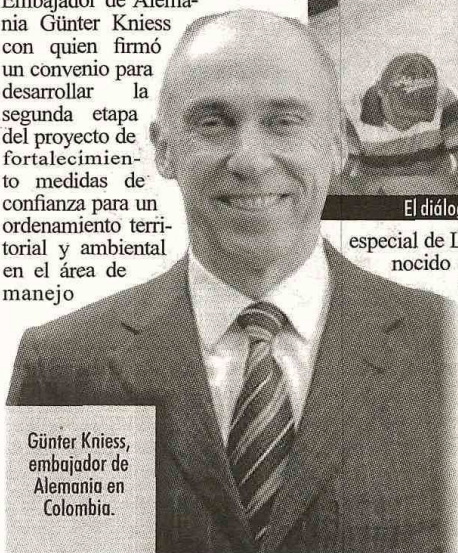 Embajador de Alema-
nia Günter Kniess
con quien firmó
un convenio para
desarrollar la
segunda etapa
del proyecto de
fortalecimien-
to medidas de
confianza para un
ordenamiento terri-
torial y ambiental
en el área de
manejo
El diálo
especial de L
nocido
Günter Kniess,
embajador de
Alemania en
Colombia.